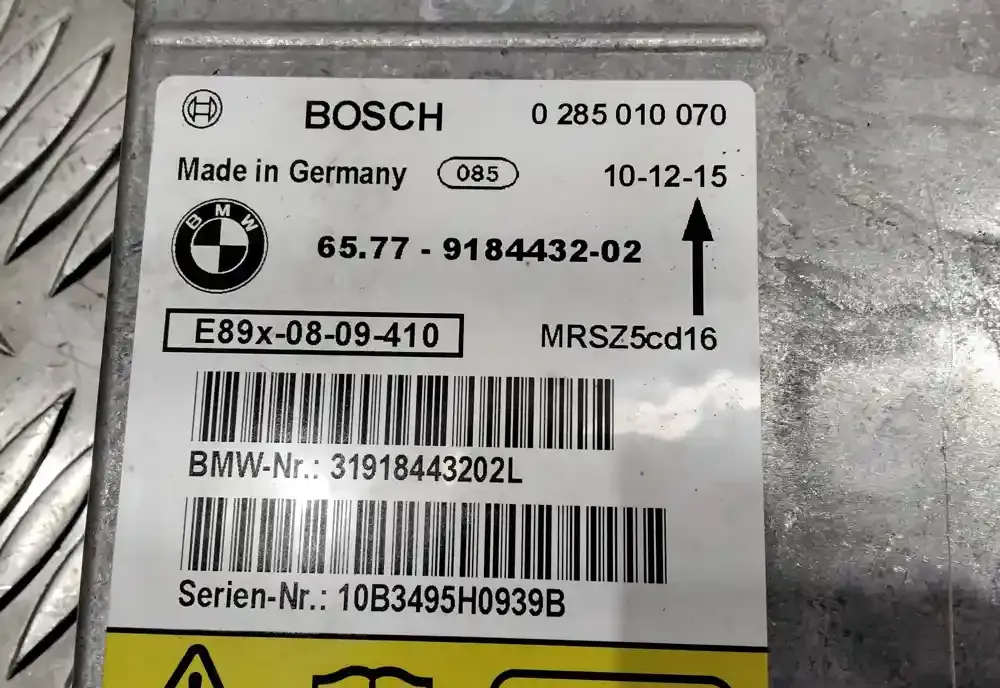 BOSCH 0 285 010 070
Made in Germany 085 10-12-15
BMW 65.77 - 9184432-02
E89x-08-09-410 MRSZ5cd16
BMW-Nr.: 31918443202L
Serien-Nr.: 10B3495H0939B